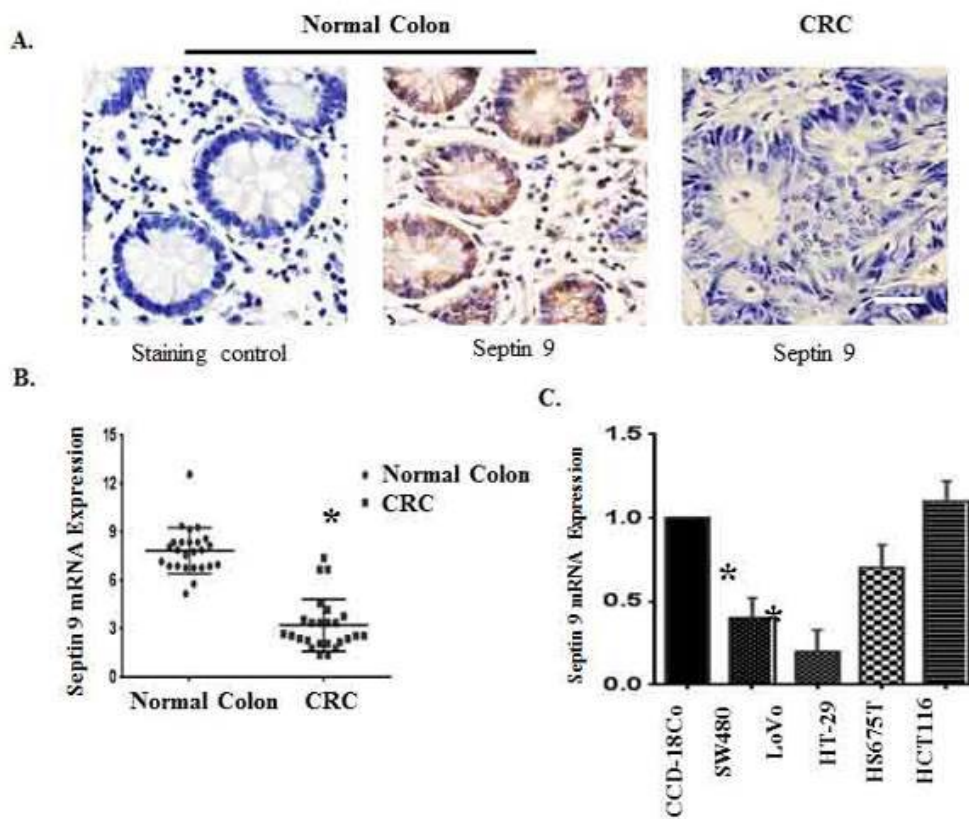 Normal Colon CRC
A.
Staining control Septin 9 Septin 9
B.
Septin 9 mRNA Expression
15
12
9
6
3
0
Normal Colon
CRC
*
Normal Colon CRC
C.
Septin 9 mRNA Expression
1.5
1.0
0.5
0.0
*
*
CCD-18Co
SW480
LoVo
HT-29
HS675T
HCT116